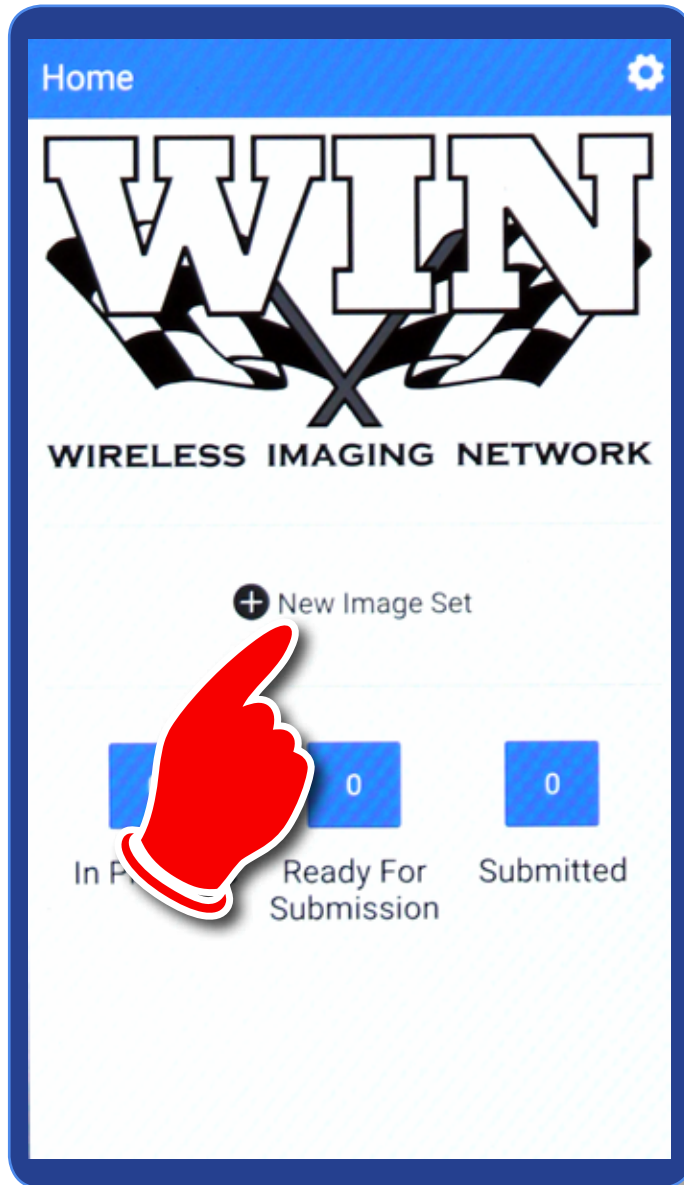 Home
WIN
WIRELESS IMAGING NETWORK
New Image Set
0
0
In
Ready For
Submission
Submitted